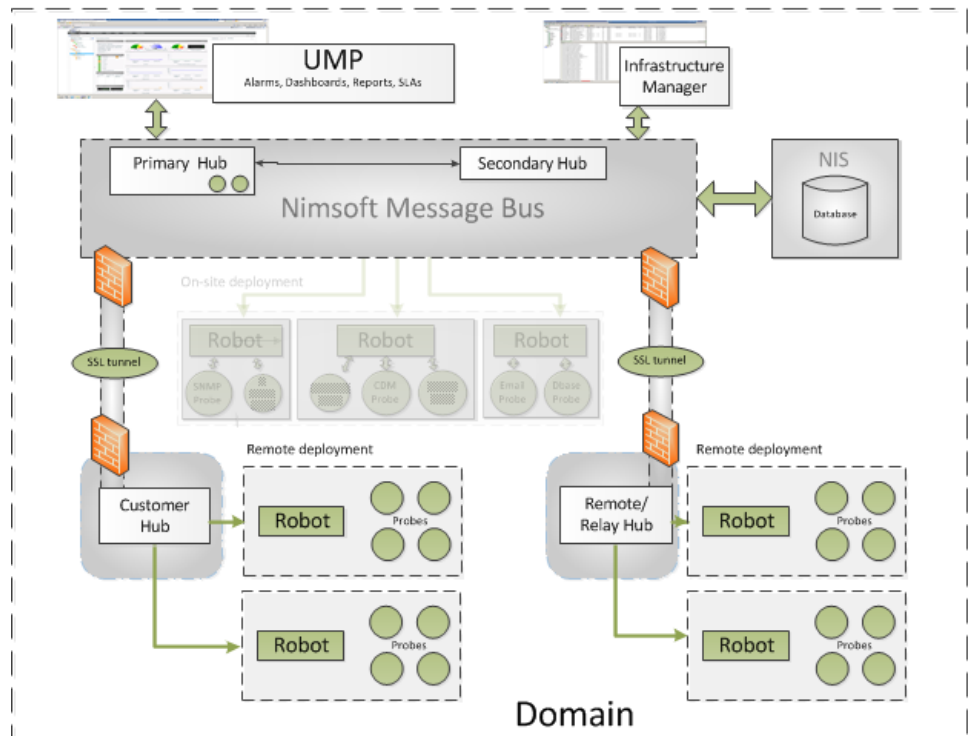 UMP
Alarms, Dashboards, Reports, SLAs
Infrastructure
Manager
Primary Hub
Secondary Hub
Nimsoft Message Bus
NIS
Database
On-site deployment
Robot
Robot
Robot
SNMP
Probe
CDM
Probe
Email
Probe
Dbase
Probe
SSL tunnel
SSL tunnel
Remote deployment
Remote deployment
Customer
Hub
Robot
Probes
Remote/
Relay Hub
Robot
Probes
Robot
Probes
Robot
Probes
Domain